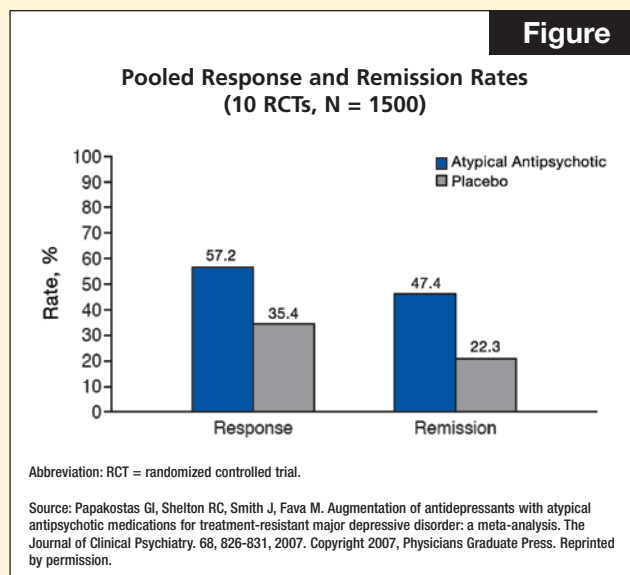 Figure
Pooled Response and Remission Rates
(10 RCTs, N = 1500)
Atypical Antipsychotic
Placebo
Rate, %
100
90
80
70
60
50
40
30
20
10
0
57.2
35.4
47.4
22.3
Response
Remission
Abbreviation: RCT = randomized controlled trial.
Source: Papakostas GI, Shelton RC, Smith J, Fava M. Augmentation of antidepressants with atypical
antipsychotic medications for treatment-resistant major depressive disorder: a meta-analysis. The
Journal of Clinical Psychiatry. 68, 826-831, 2007. Copyright 2007, Physicians Graduate Press. Reprinted
by permission.